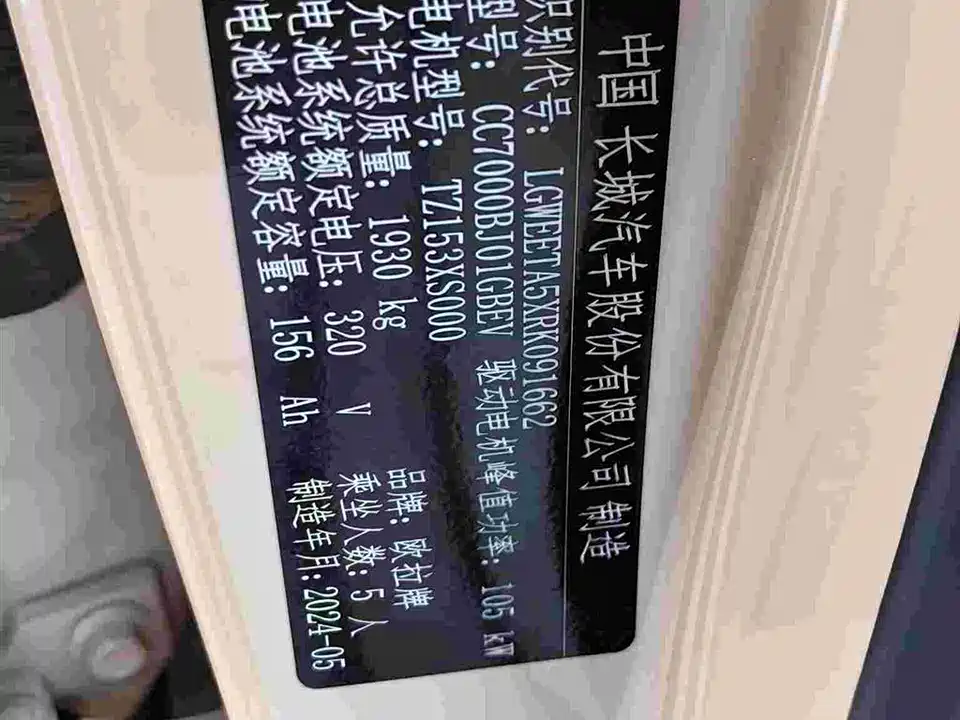 中国 长城汽车股份有限公司 制造
识别代号: LGWEETA5XRK091662
型号: CC7000BJ01GBEV 驱动电机峰值功率: 105 kW
电机型号: TZ153XS000
允许总质量: 1930 kg 品牌: 欧拉牌
电池系统额定电压: 320 V 乘坐人数: 5 人
电池系统额定容量: 156 Ah 制造年月: 2024-05